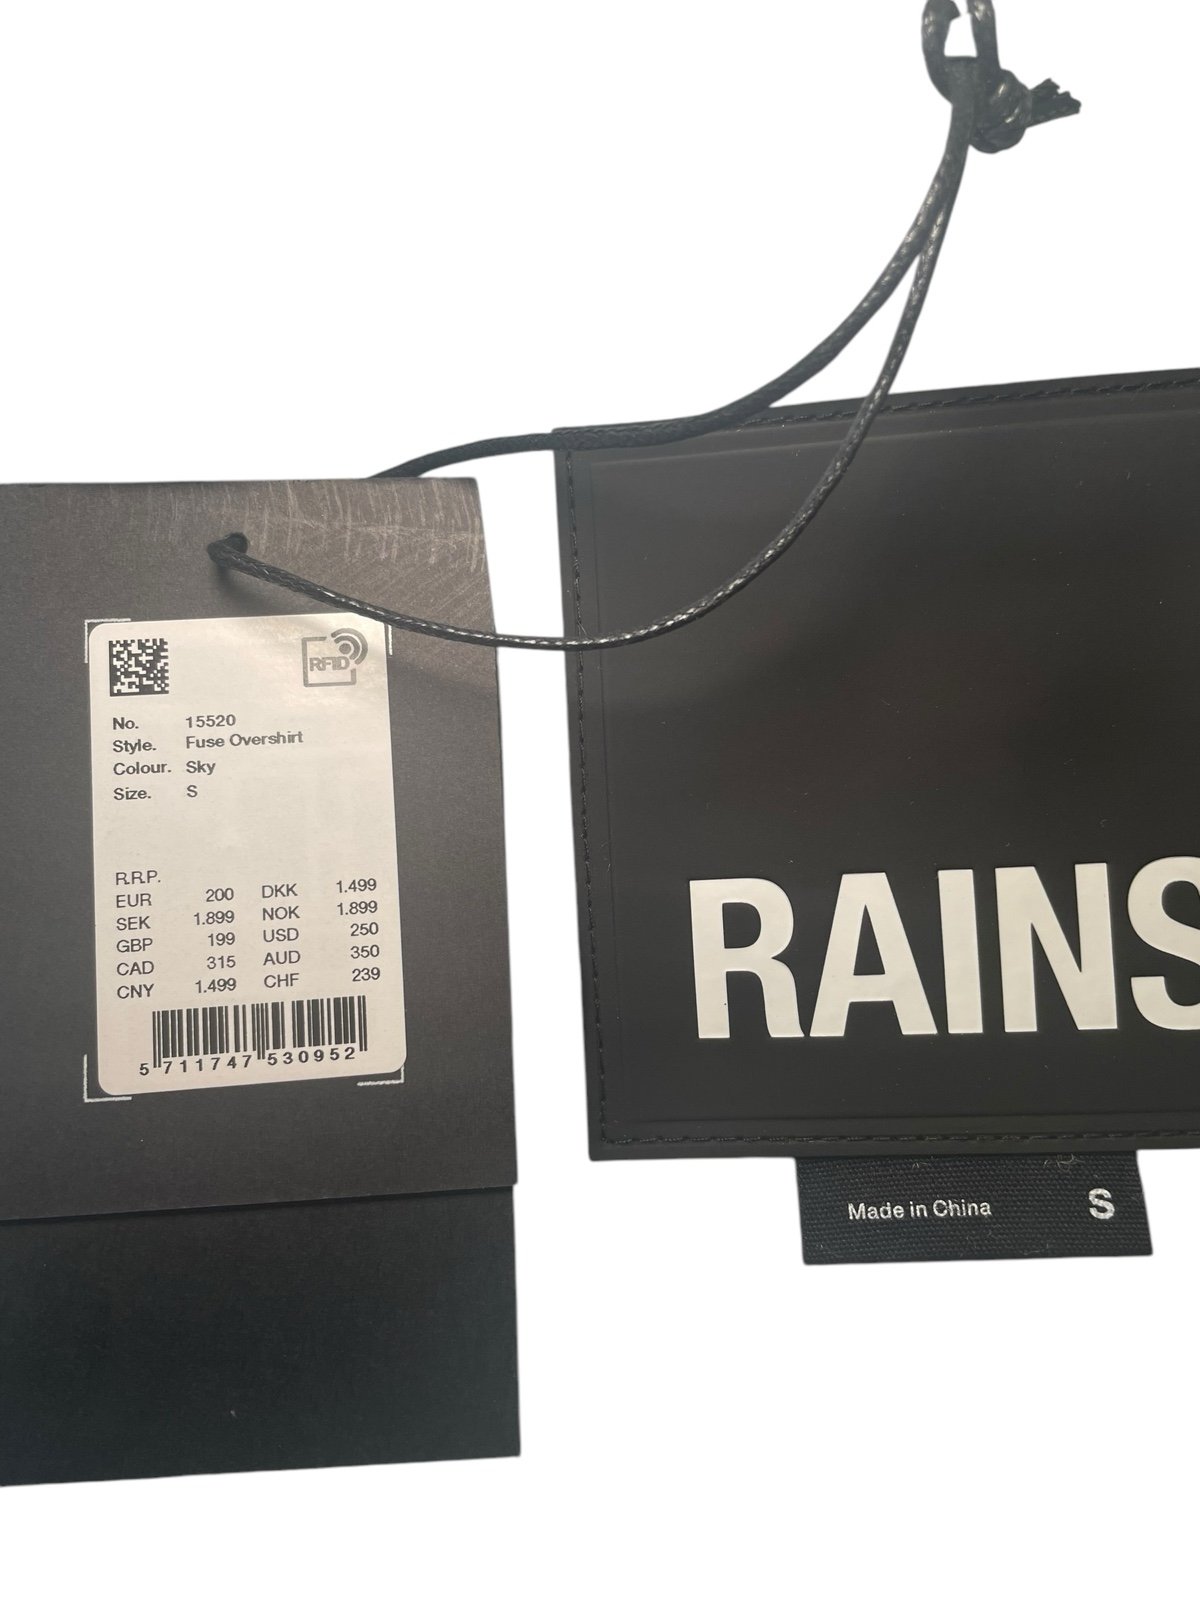 RFID
No. 15520
Style. Fuse Overshirt
Colour. Sky
Size. S
R.R.P.
EUR 200 DKK 1.499
SEK 1.899 NOK 1.899
GBP 199 USD 250
CAD 315 AUD 350
CNY 1.499 CHF 239
5 711747 530952
RAINS
Made in China S